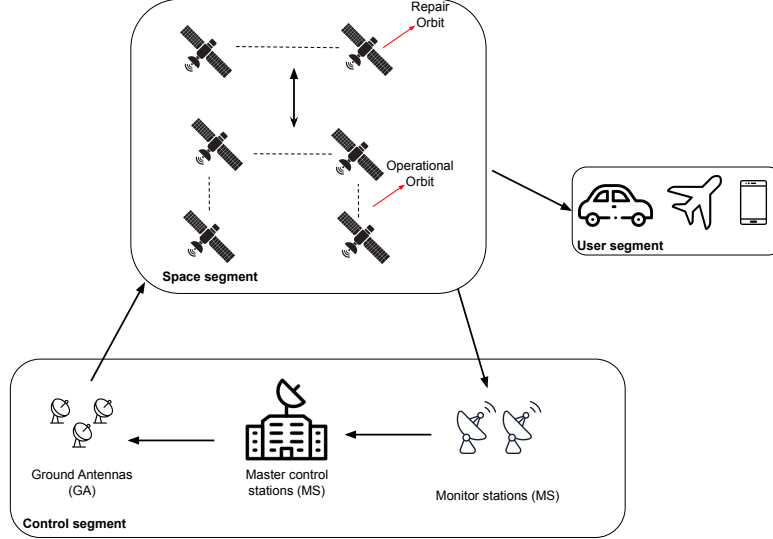 Repair
Orbit
Operational
Orbit
Space segment
User segment
Ground Antennas
(GA)
Master control
stations (MS)
Monitor stations (MS)
Control segment